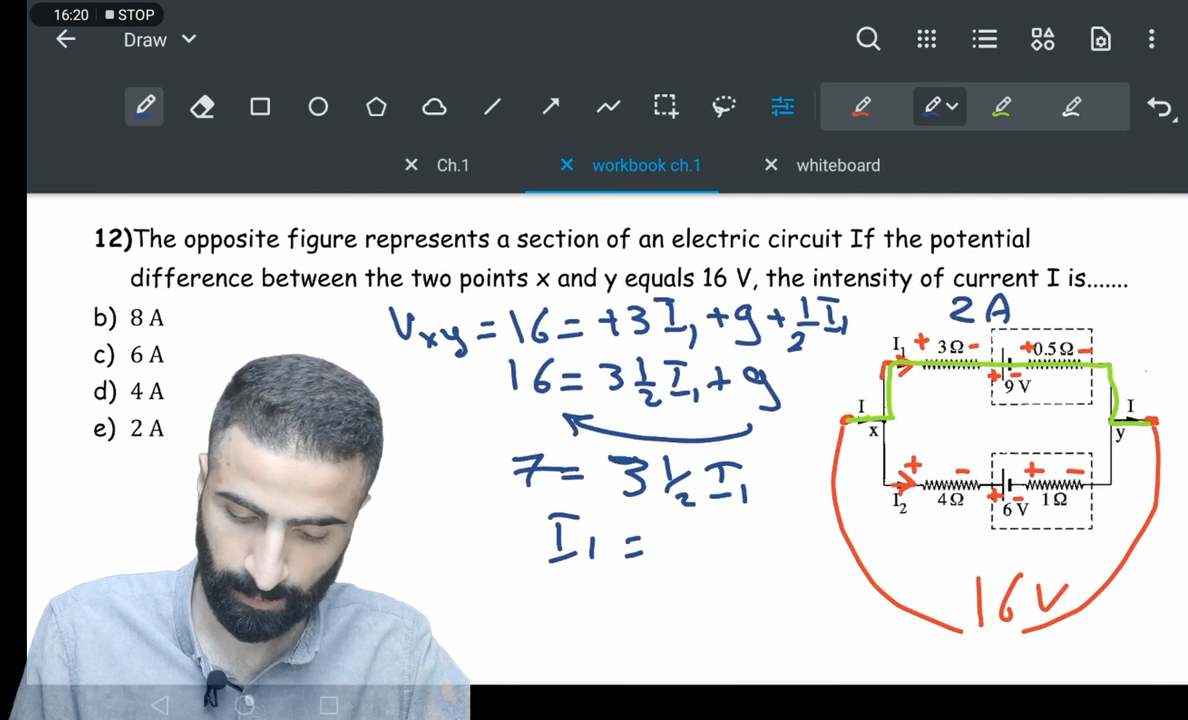 16:20 STOP
Draw
Ch.1
workbook ch.1
whiteboard
12)The opposite figure represents a section of an electric circuit If the potential
difference between the two points x and y equals 16 V, the intensity of current I is.......
b) 8 A
c) 6 A
d) 4 A
e) 2 A
Vxy = 16 = +3I₁ + 9 + 1/2 I₁
16 = 3 1/2 I₁ + 9
7 = 3 1/2 I₁
I₁ =
2 A
I₁ + 3Ω - +0.5Ω -
+ -
9 V
I
I
x
y
+ - + -
I₂ 4Ω + - 6 V 1Ω
16 V